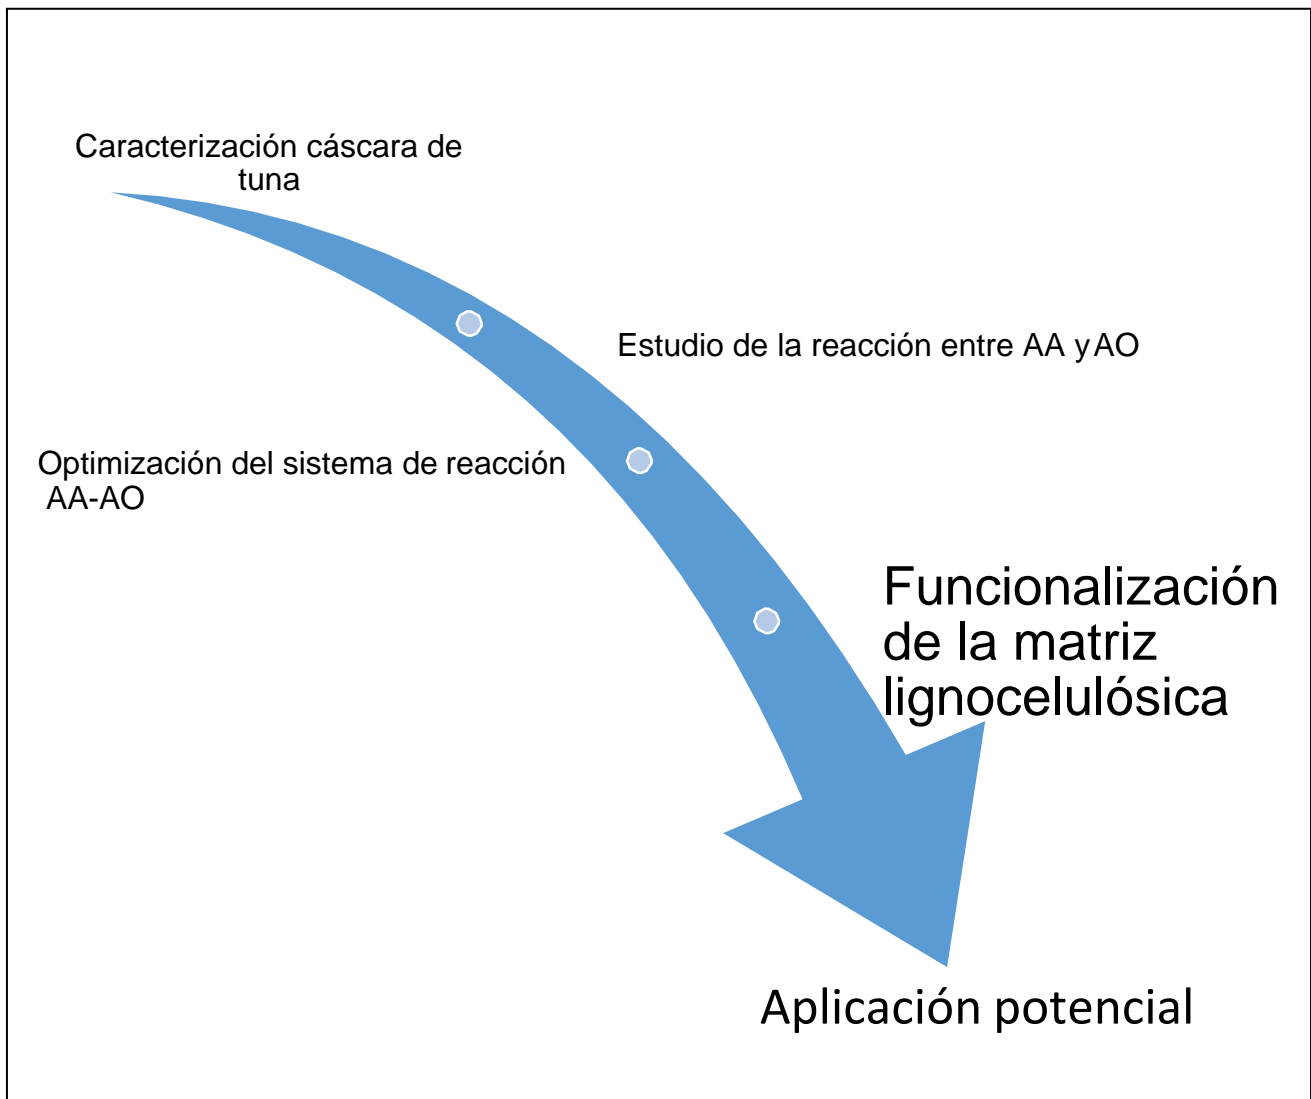 Caracterización cáscara de
tuna
Estudio de la reacción entre AA y AO
Optimización del sistema de reacción
AA-AO
Funcionalización
de la matriz
lignocelulósica
Aplicación potencial